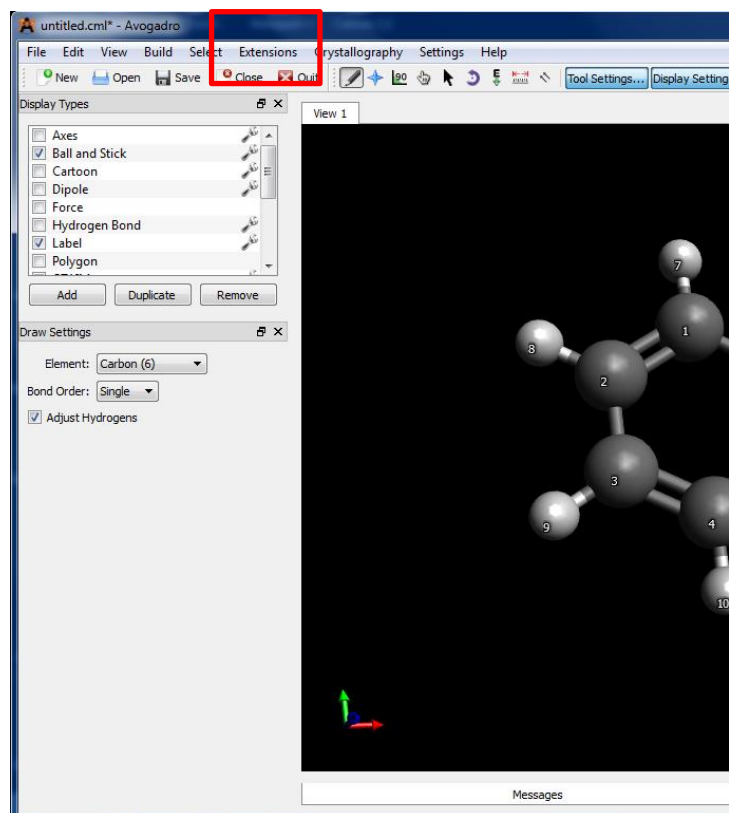 untitled.cml* - Avogadro
File Edit View Build Select Extensions Crystallography Settings Help
New Open Save Close Quit Tool Settings... Display Setting
Display Types
View 1
Axes
Ball and Stick
Cartoon
Dipole
Force
Hydrogen Bond
Label
Polygon
Add Duplicate Remove
Draw Settings
Element: Carbon (6)
Bond Order: Single
Adjust Hydrogens
7
1
8
2
3
9
4
10
Messages